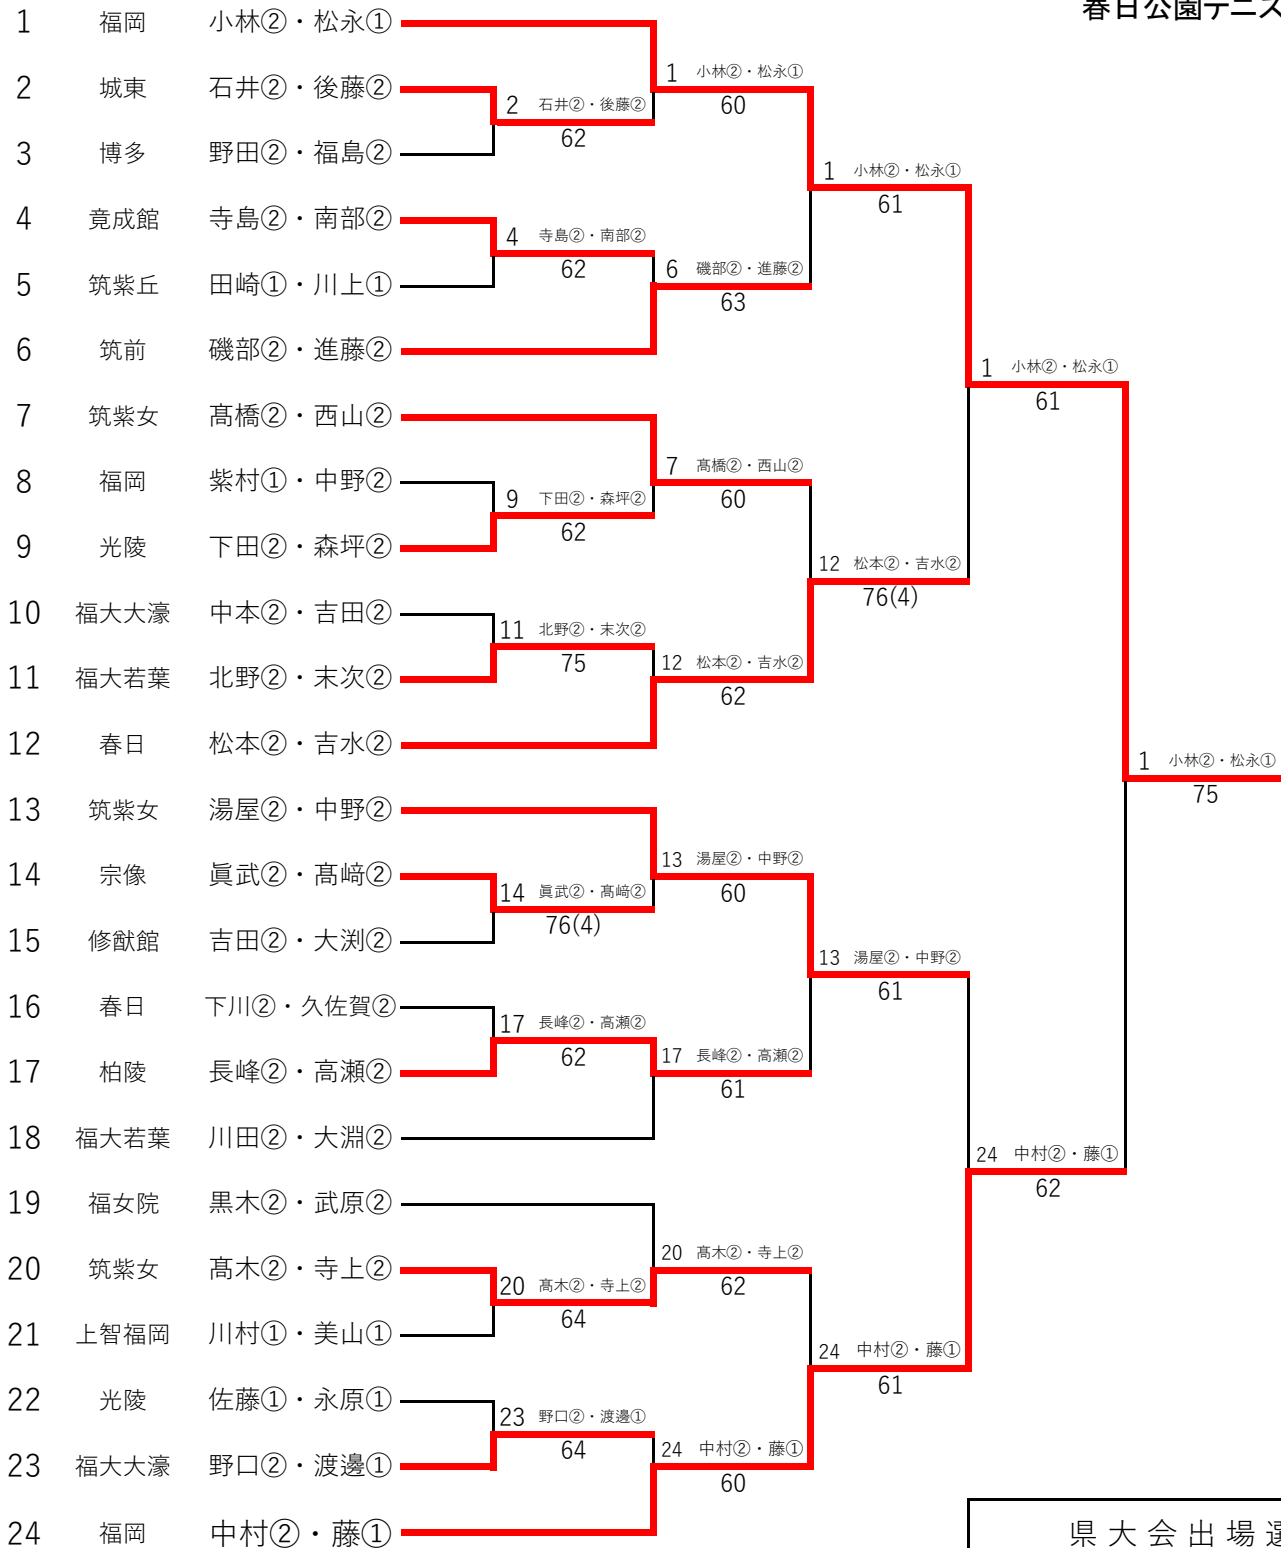 春日公園テニス
1 福岡 小林②・松永①
2 城東 石井②・後藤②
3 博多 野田②・福島②
4 竟成館 寺島②・南部②
5 筑紫丘 田崎①・川上①
6 筑前 磯部②・進藤②
7 筑紫女 髙橋②・西山②
8 福岡 紫村①・中野②
9 光陵 下田②・森坪②
10 福大大濠 中本②・吉田②
11 福大若葉 北野②・末次②
12 春日 松本②・吉水②
13 筑紫女 湯屋②・中野②
14 宗像 眞武②・髙﨑②
15 修猷館 吉田②・大渕②
16 春日 下川②・久佐賀②
17 柏陵 長峰②・高瀬②
18 福大若葉 川田②・大淵②
19 福女院 黒木②・武原②
20 筑紫女 髙木②・寺上②
21 上智福岡 川村①・美山①
22 光陵 佐藤①・永原①
23 福大大濠 野口②・渡邊①
24 福岡 中村②・藤①
2 石井②・後藤②
62
4 寺島②・南部②
62
9 下田②・森坪②
62
11 北野②・末次②
75
14 眞武②・髙﨑②
76(4)
17 長峰②・高瀬②
62
20 髙木②・寺上②
64
23 野口②・渡邊①
64
1 小林②・松永①
60
6 磯部②・進藤②
63
7 髙橋②・西山②
60
12 松本②・吉水②
62
13 湯屋②・中野②
60
17 長峰②・高瀬②
61
20 髙木②・寺上②
62
24 中村②・藤①
60
1 小林②・松永①
61
12 松本②・吉水②
76(4)
13 湯屋②・中野②
61
24 中村②・藤①
61
1 小林②・松永①
61
24 中村②・藤①
62
1 小林②・松永①
75
県大会出場選